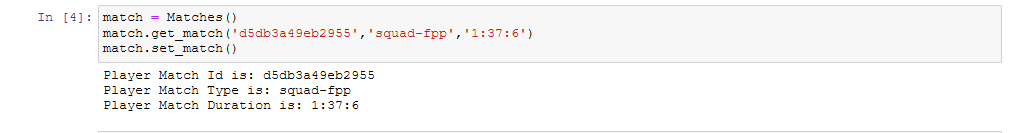 In [4]: match = Matches()
match.get_match('d5db3a49eb2955','squad-fpp','1:37:6')
match.set_match()
Player Match Id is: d5db3a49eb2955
Player Match Type is: squad-fpp
Player Match Duration is: 1:37:6